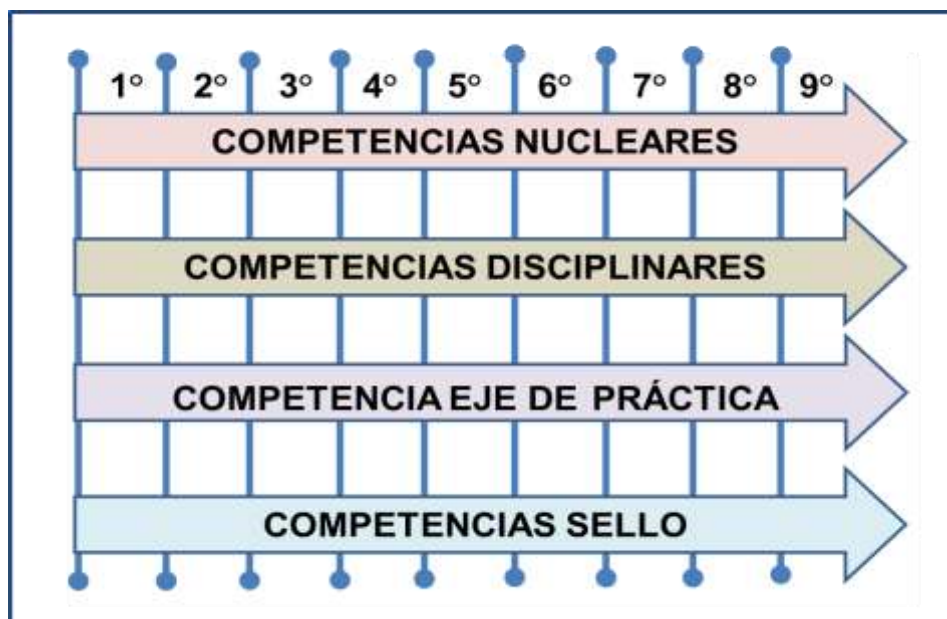 1° 2° 3° 4° 5° 6° 7° 8° 9°
COMPETENCIAS NUCLEARES
COMPETENCIAS DISCIPLINARES
COMPETENCIA EJE DE PRÁCTICA
COMPETENCIAS SELLO